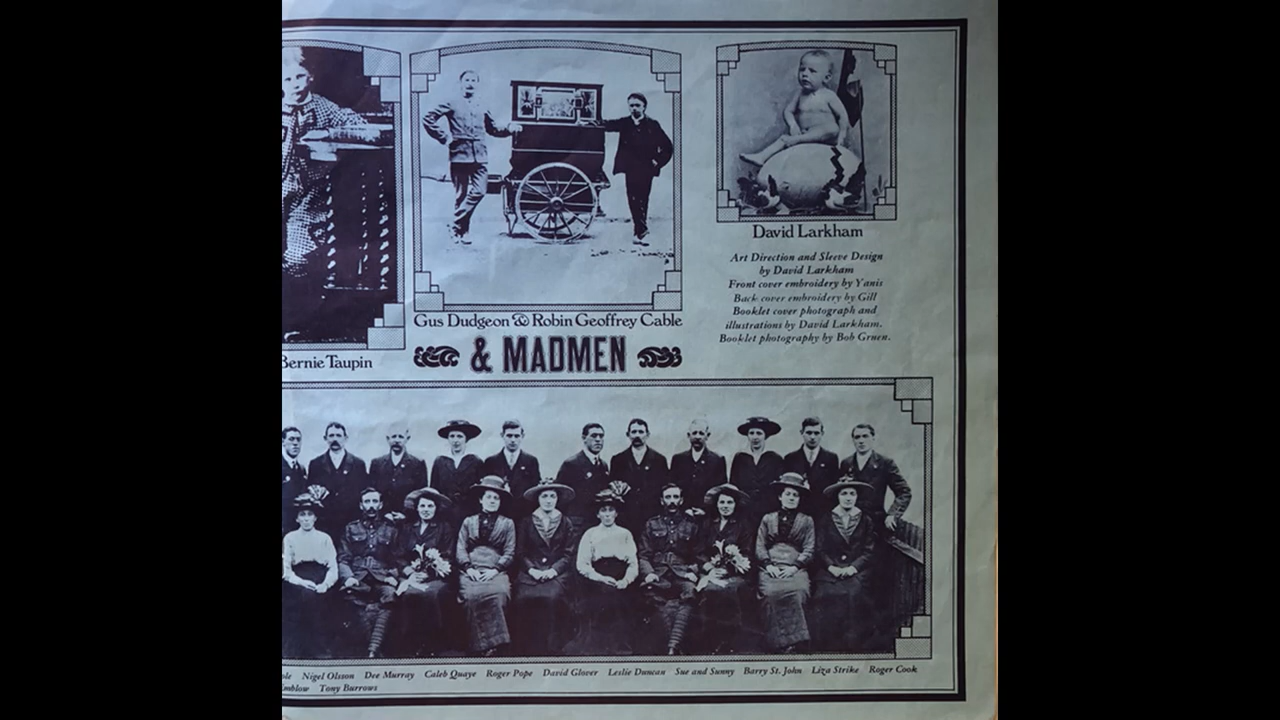 Bernie Taupin
Gus Dudgeon & Robin Geoffrey Cable
& MADMEN
David Larkham
Art Direction and Sleeve Design
by David Larkham
Front cover embroidery by Yanis
Back cover embroidery by Gill
Booklet cover photograph and
illustrations by David Larkham.
Booklet photography by Bob Gruen.
Nigel Olsson Dee Murray Caleb Quaye Roger Pope David Glover Leslie Duncan Sue and Sunny Barry St. John Liza Strike Roger Cook
Tony Burrows